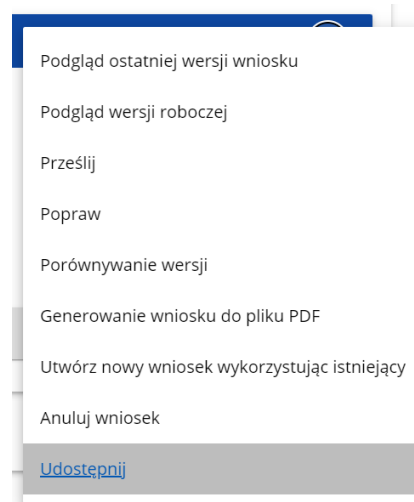 Podgląd ostatniej wersji wniosku
Podgląd wersji roboczej
Prześlij
Popraw
Porównywanie wersji
Generowanie wniosku do pliku PDF
Utwórz nowy wniosek wykorzystując istniejący
Anuluj wniosek
Udostępnij